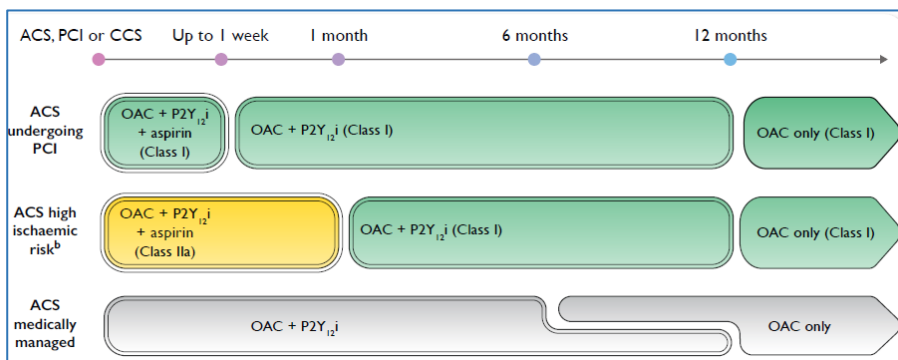 ACS, PCI or CCS Up to 1 week 1 month 6 months 12 months
ACS
undergoing
PCI
OAC + P2Y₁₂i
+ aspirin
(Class I)
OAC + P2Y₁₂i (Class I)
OAC only (Class I)
ACS high
ischaemic
riskᵇ
OAC + P2Y₁₂i
+ aspirin
(Class IIa)
OAC + P2Y₁₂i (Class I)
OAC only (Class I)
ACS
medically
managed
OAC + P2Y₁₂i
OAC only